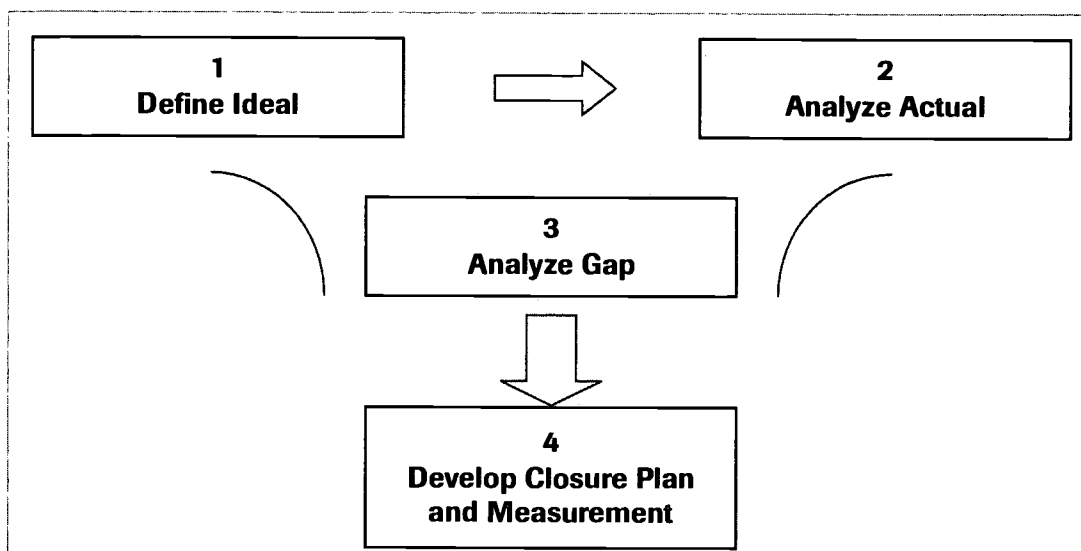 1
Define Ideal
2
Analyze Actual
3
Analyze Gap
4
Develop Closure Plan
and Measurement